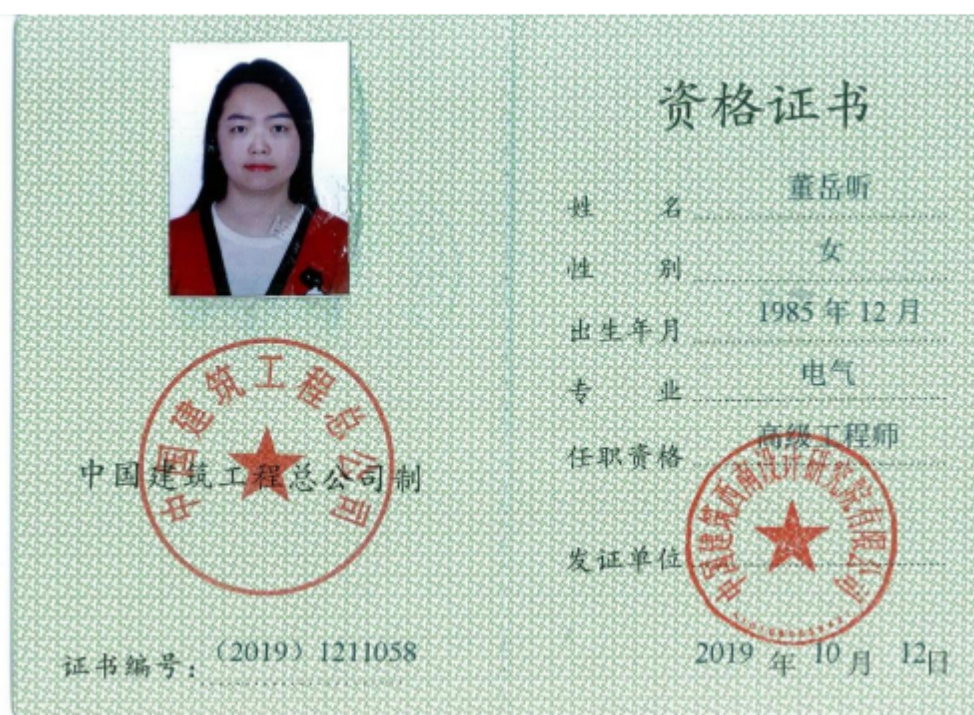 资格证书
姓 名 董岳昕
性 别 女
出生年月 1985 年 12 月
专 业 电气
任职资格 高级工程师
发证单位
中国建筑西南设计研究院有限公司
2019 年 10 月 12日
中国建筑工程总公司
中国建筑工程总公司制
证书编号：（2019）1211058